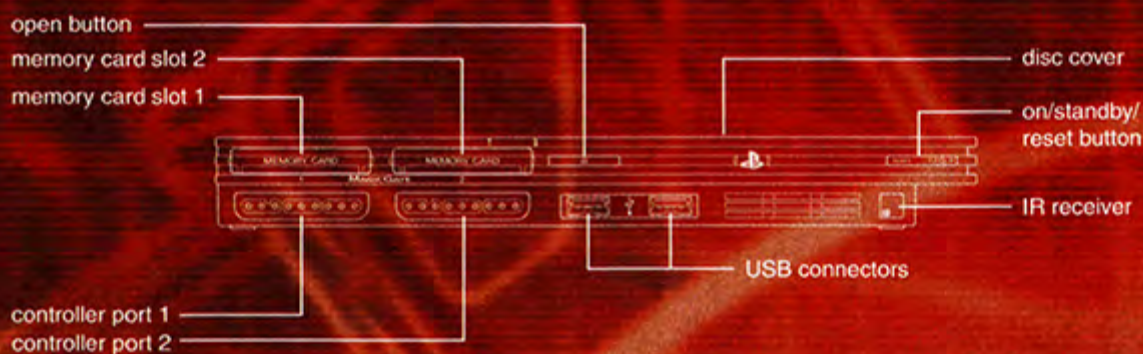 open button
memory card slot 2
memory card slot 1
disc cover
on/standby/
reset button
MEMORY CARD
MEMORY CARD
MagicGate
IR receiver
USB connectors
controller port 1
controller port 2